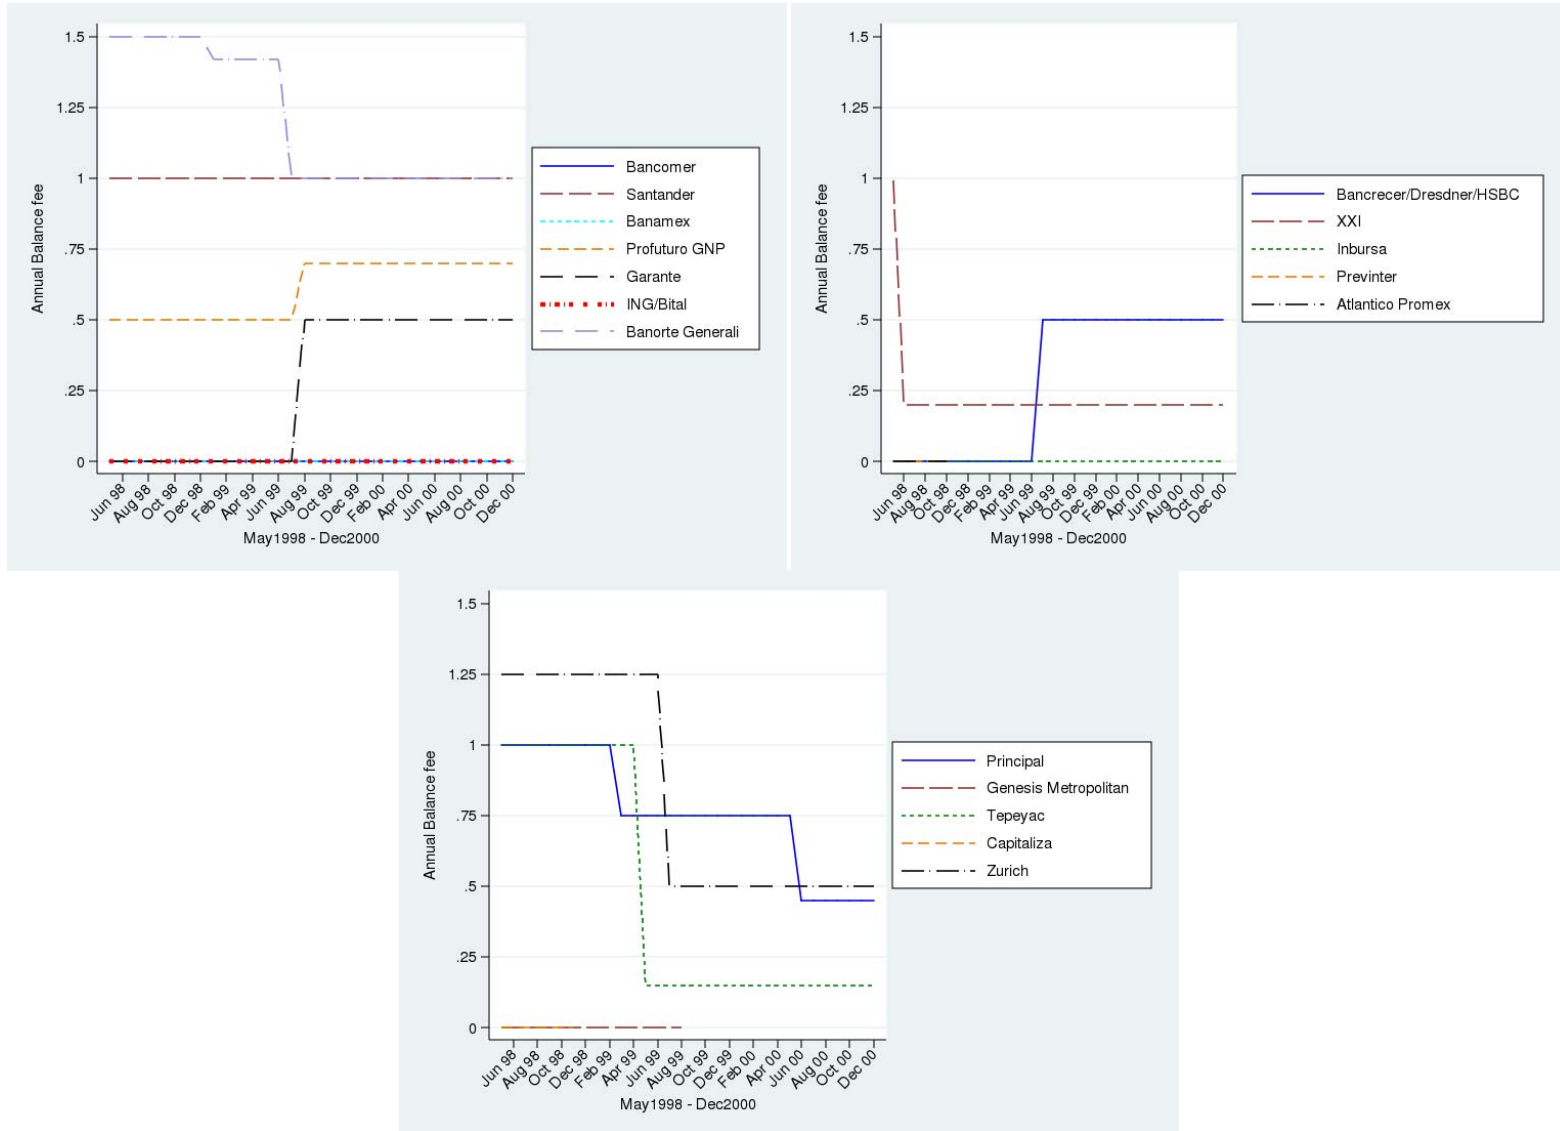 Annual Balance fee
1.5
1.25
1
.75
.5
.25
0
Jun 98
Aug 98
Oct 98
Dec 98
Feb 99
Apr 99
Jun 99
Aug 99
Oct 99
Dec 99
Feb 00
Apr 00
Jun 00
Aug 00
Oct 00
Dec 00
May1998 - Dec2000
Bancomer
Santander
Banamex
Profuturo GNP
Garante
ING/Bital
Banorte Generali
Annual Balance fee
1.5
1.25
1
.75
.5
.25
0
Jun 98
Aug 98
Oct 98
Dec 98
Feb 99
Apr 99
Jun 99
Aug 99
Oct 99
Dec 99
Feb 00
Apr 00
Jun 00
Aug 00
Oct 00
Dec 00
May1998 - Dec2000
Bancrecer/Dresdner/HSBC
XXI
Inbursa
Previnter
Atlantico Promex
Annual Balance fee
1.5
1.25
1
.75
.5
.25
0
Jun 98
Aug 98
Oct 98
Dec 98
Feb 99
Apr 99
Jun 99
Aug 99
Oct 99
Dec 99
Feb 00
Apr 00
Jun 00
Aug 00
Oct 00
Dec 00
May1998 - Dec2000
Principal
Genesis Metropolitan
Tepeyac
Capitaliza
Zurich